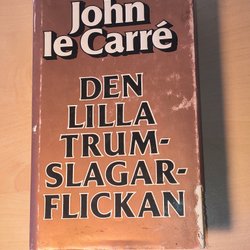 John
le Carré
DEN
LILLA
TRUM-
SLAGAR-
FLICKAN